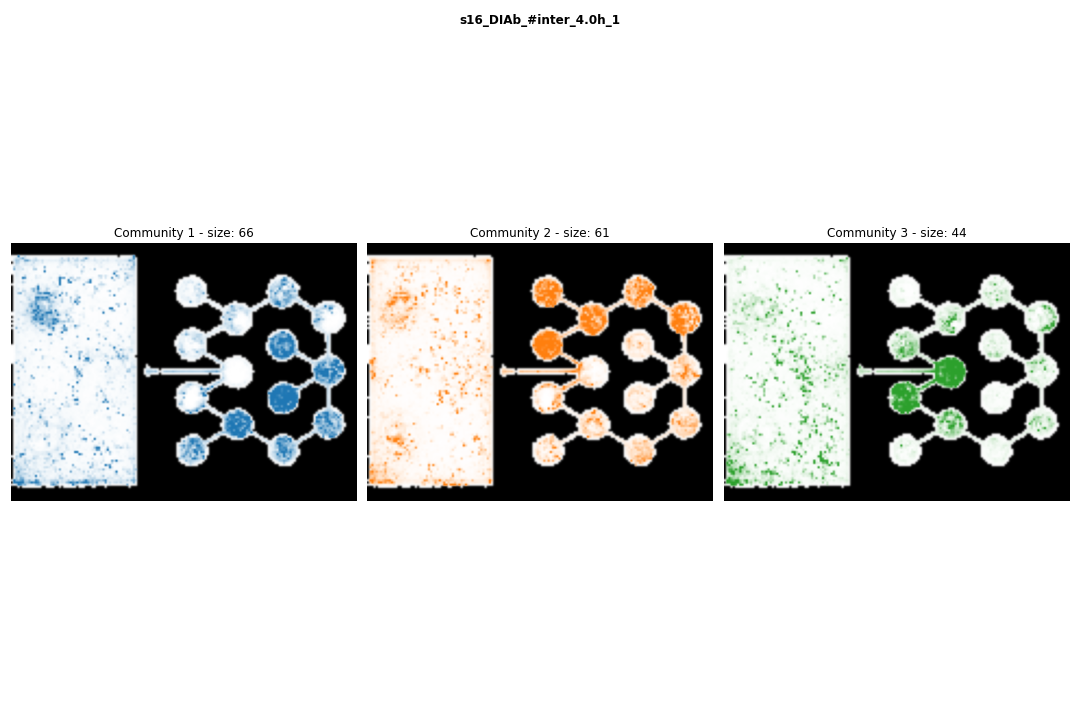 s16_DIAb_#inter_4.0h_1
Community 1 - size: 66
Community 2 - size: 61
Community 3 - size: 44